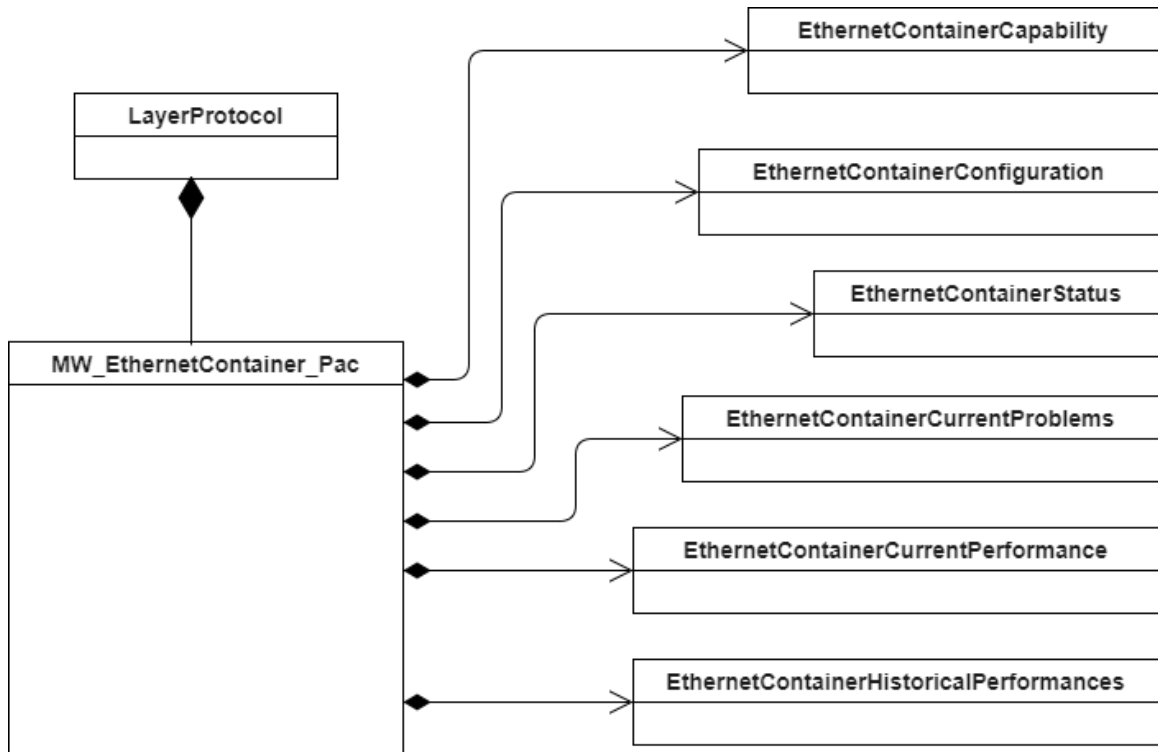 EthernetContainerCapability
LayerProtocol
EthernetContainerConfiguration
EthernetContainerStatus
MW_EthernetContainer_Pac
EthernetContainerCurrentProblems
EthernetContainerCurrentPerformance
EthernetContainerHistoricalPerformances